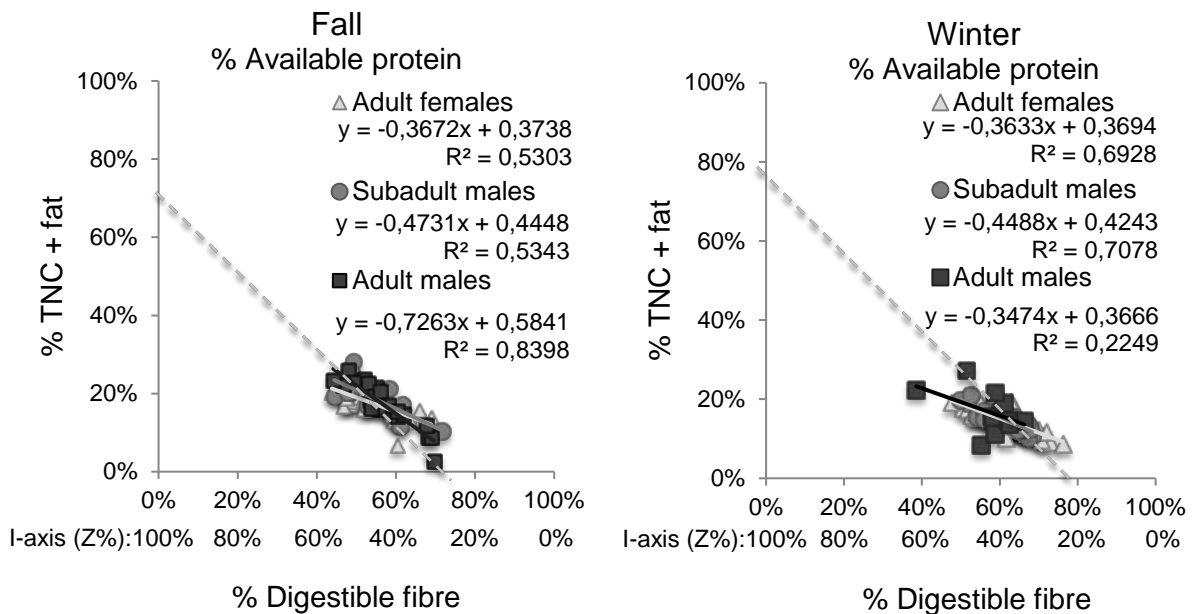 Fall
% Available protein
100%
80%
60%
40%
20%
0%
% TNC + fat
Adult females
y = -0,3672x + 0,3738
R² = 0,5303
Subadult males
y = -0,4731x + 0,4448
R² = 0,5343
Adult males
y = -0,7263x + 0,5841
R² = 0,8398
0% 20% 40% 60% 80% 100%
I-axis (Z%):100% 80% 60% 40% 20% 0%
% Digestible fibre
Winter
% Available protein
100%
80%
60%
40%
20%
0%
% TNC + fat
Adult females
y = -0,3633x + 0,3694
R² = 0,6928
Subadult males
y = -0,4488x + 0,4243
R² = 0,7078
Adult males
y = -0,3474x + 0,3666
R² = 0,2249
0% 20% 40% 60% 80% 100%
I-axis (Z%):100% 80% 60% 40% 20% 0%
% Digestible fibre